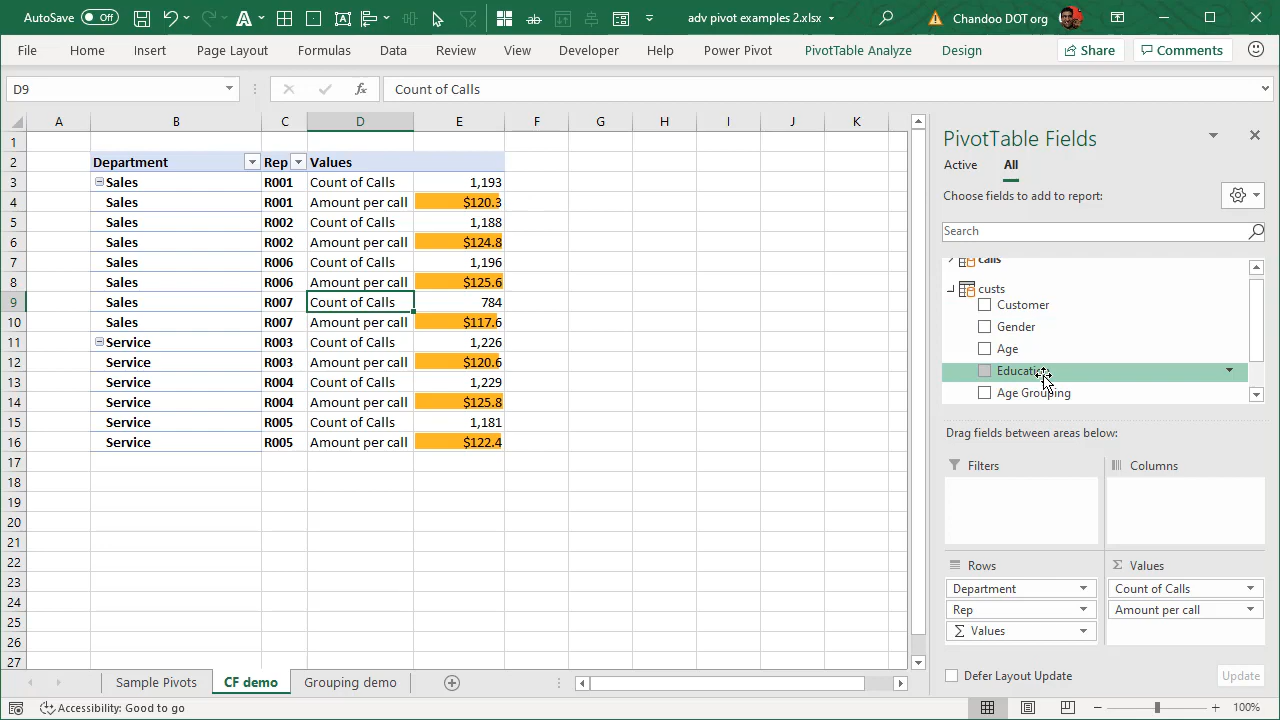 AutoSave Off adv pivot examples 2.xlsx Chandoo DOT org
File Home Insert Page Layout Formulas Data Review View Developer Help Power Pivot PivotTable Analyze Design Share Comments
D9 fx Count of Calls
A B C D E F G H I J K
1
2 Department Rep Values
3 Sales R001 Count of Calls 1,193
4 Sales R001 Amount per call $120.3
5 Sales R002 Count of Calls 1,188
6 Sales R002 Amount per call $124.8
7 Sales R006 Count of Calls 1,196
8 Sales R006 Amount per call $125.6
9 Sales R007 Count of Calls 784
10 Sales R007 Amount per call $117.6
11 Service R003 Count of Calls 1,226
12 Service R003 Amount per call $120.6
13 Service R004 Count of Calls 1,229
14 Service R004 Amount per call $125.8
15 Service R005 Count of Calls 1,181
16 Service R005 Amount per call $122.4
17
18
19
20
21
22
23
24
25
26
27
PivotTable Fields
Active All
Choose fields to add to report:
Search
calls
custs
Customer
Gender
Age
Education
Age Grouping
Drag fields between areas below:
Filters Columns
Rows Σ Values
Department Count of Calls
Rep Amount per call
Σ Values
Defer Layout Update Update
Sample Pivots CF demo Grouping demo
Accessibility: Good to go 100%